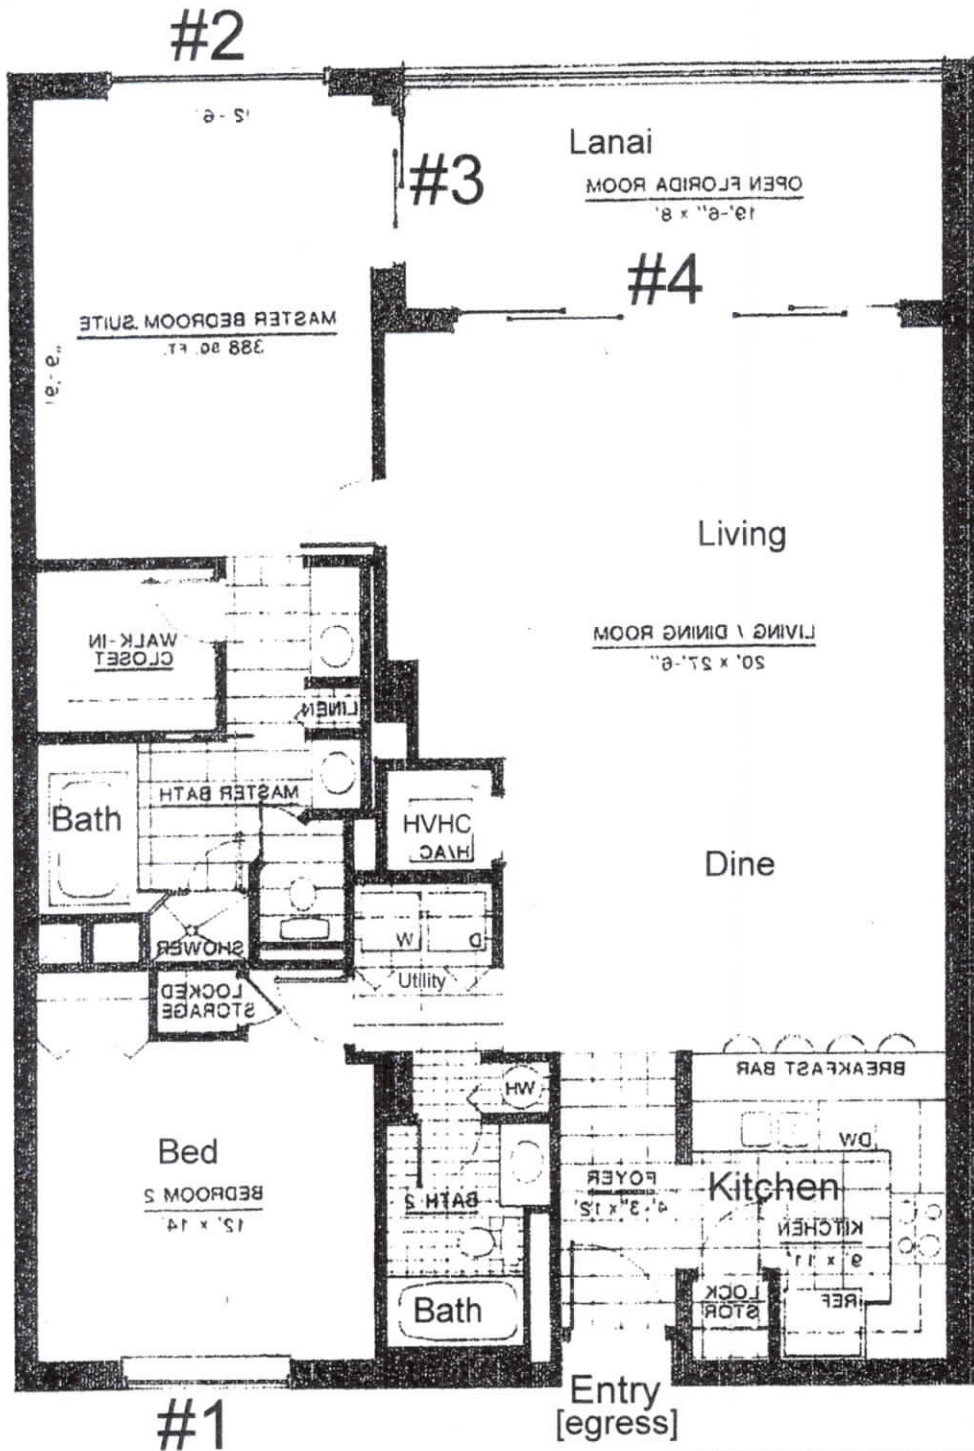 #2
12'-6"
Lanai
#3
OPEN FLORIDA ROOM
19'-6" x 8'
#4
MASTER BEDROOM SUITE
388 SQ. FT.
Living
WALK-IN
CLOSET
LIVING / DINING ROOM
20' x 27'-6"
LINEN
MASTER BATH
Bath
HVHC
H/AC
Dine
SHOWER
W
D
Utility
LOCKED
STORAGE
BREAKFAST BAR
WH
DW
Bed
BEDROOM 2
12' x 14'
BATH 2
FOYER
4'-3" x 12'
Kitchen
KITCHEN
9' x 11'
REF
LOCK
STOR
Bath
Entry
[egress]
#1